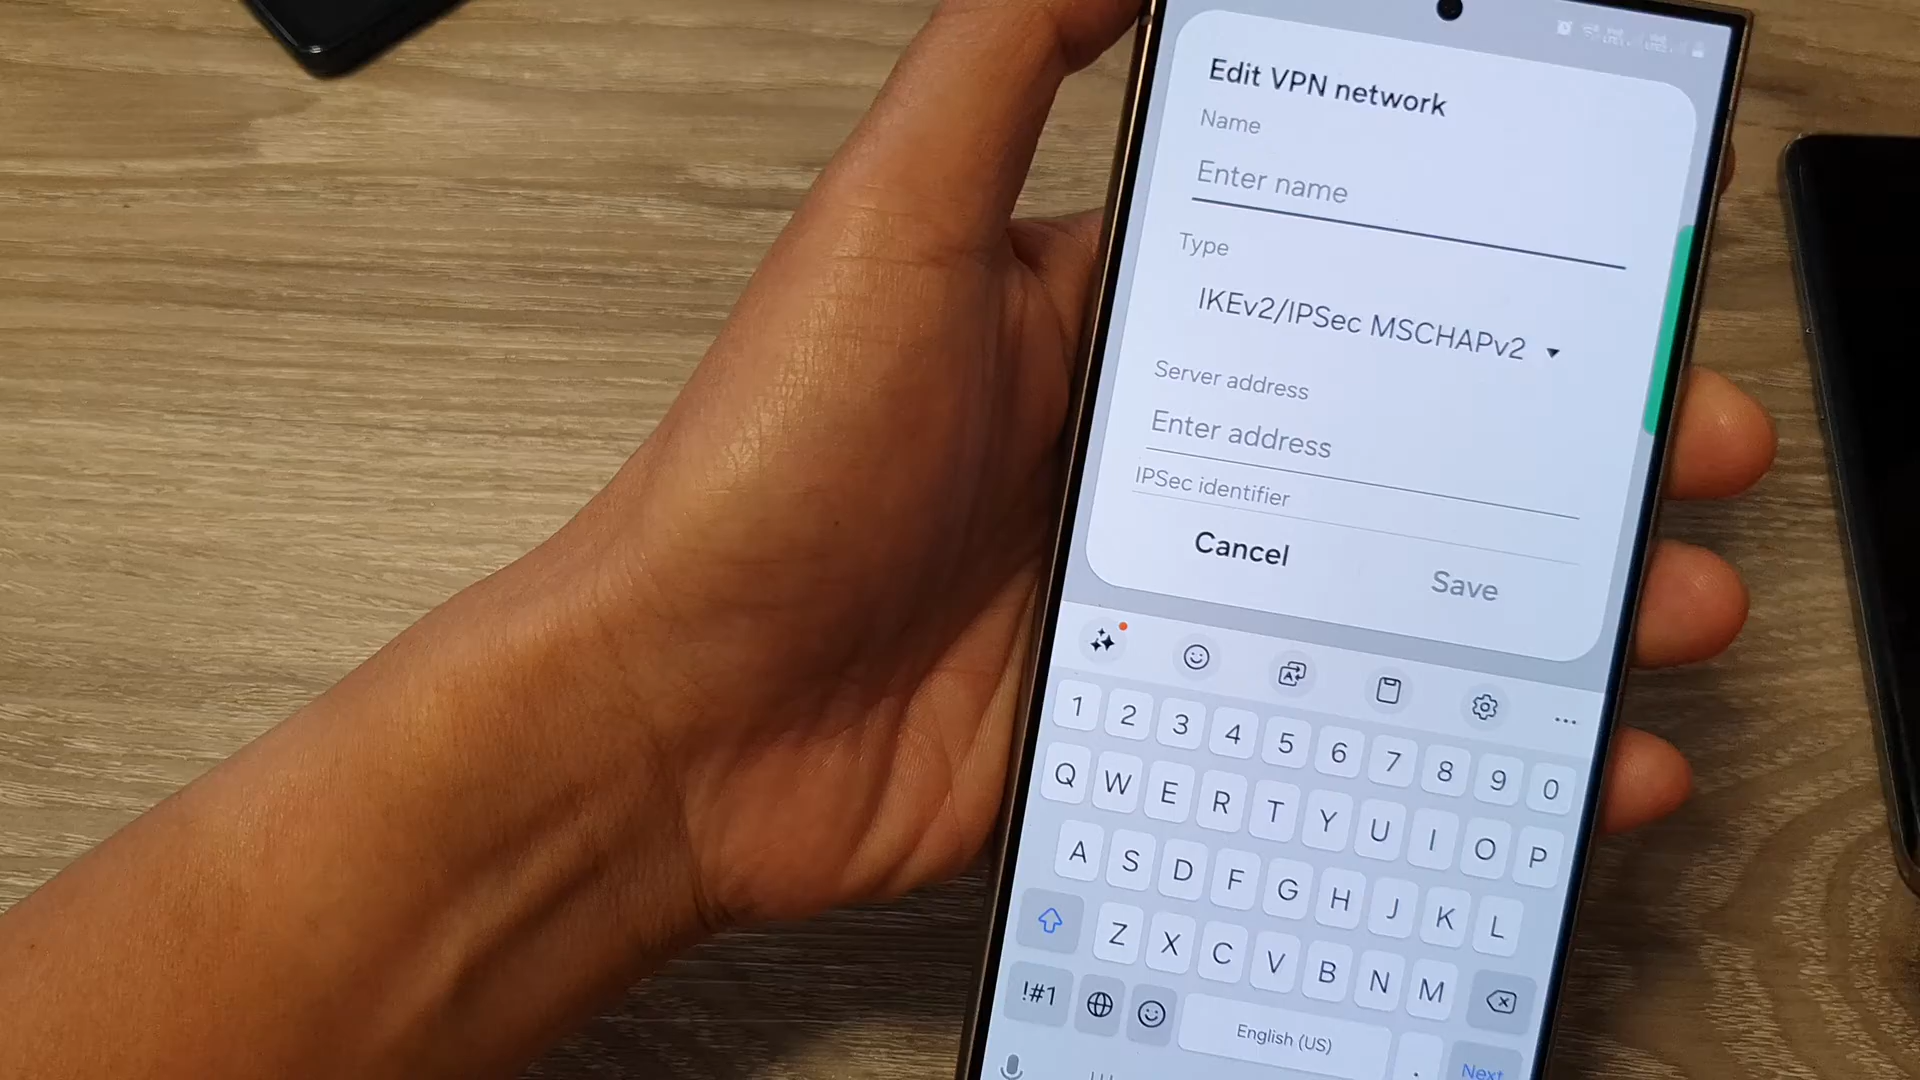 Edit VPN network
Name
Enter name
Type
IKEv2/IPSec MSCHAPv2
Server address
Enter address
IPSec identifier
Cancel
Save
1 2 3 4 5 6 7 8 9 0
Q W E R T Y U I O P
A S D F G H J K L
Z X C V B N M
!#1
English (US)
.
Next